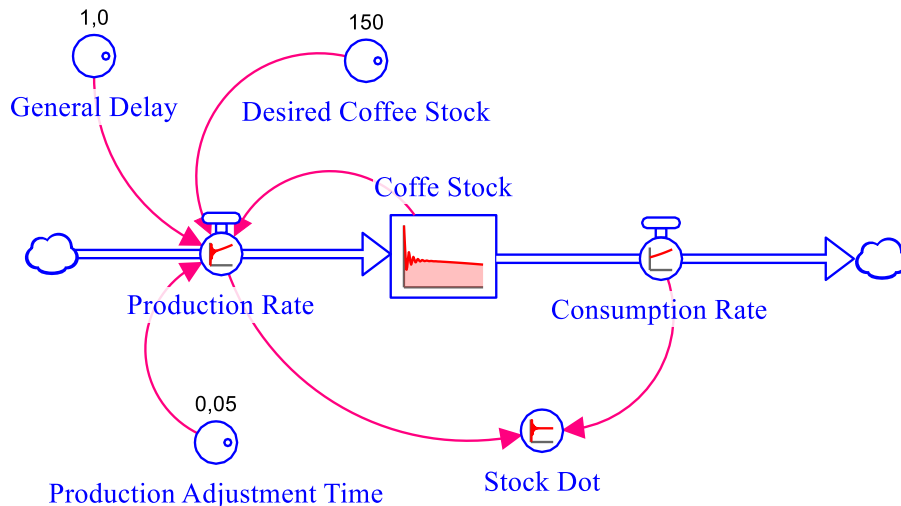 1,0
150
General Delay
Desired Coffee Stock
Coffe Stock
Production Rate
Consumption Rate
0,05
Stock Dot
Production Adjustment Time